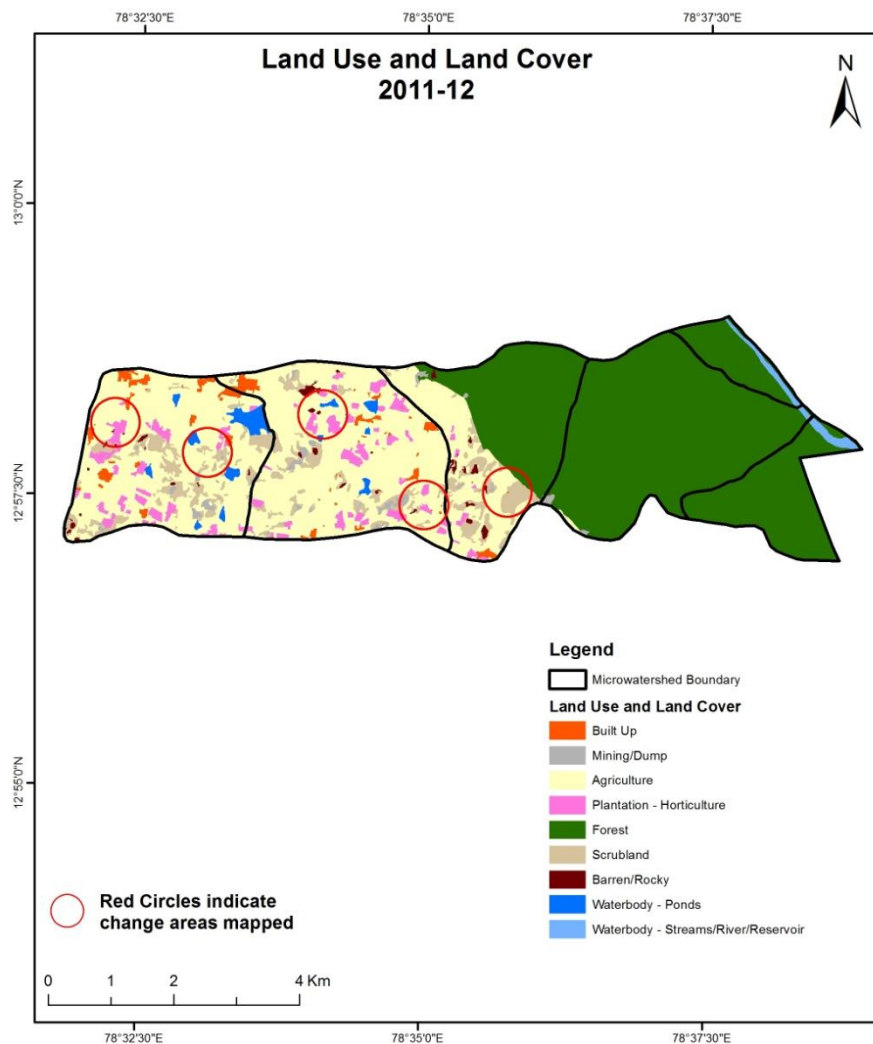 78°32'30"E 78°35'0"E 78°37'30"E
Land Use and Land Cover
2011-12
N
13°0'0"N
12°57'30"N
12°55'0"N
Legend
Microwatershed Boundary
Land Use and Land Cover
Built Up
Mining/Dump
Agriculture
Plantation - Horticulture
Forest
Scrubland
Barren/Rocky
Waterbody - Ponds
Waterbody - Streams/River/Reservoir
Red Circles indicate
change areas mapped
0 1 2 4 Km
78°32'30"E 78°35'0"E 78°37'30"E